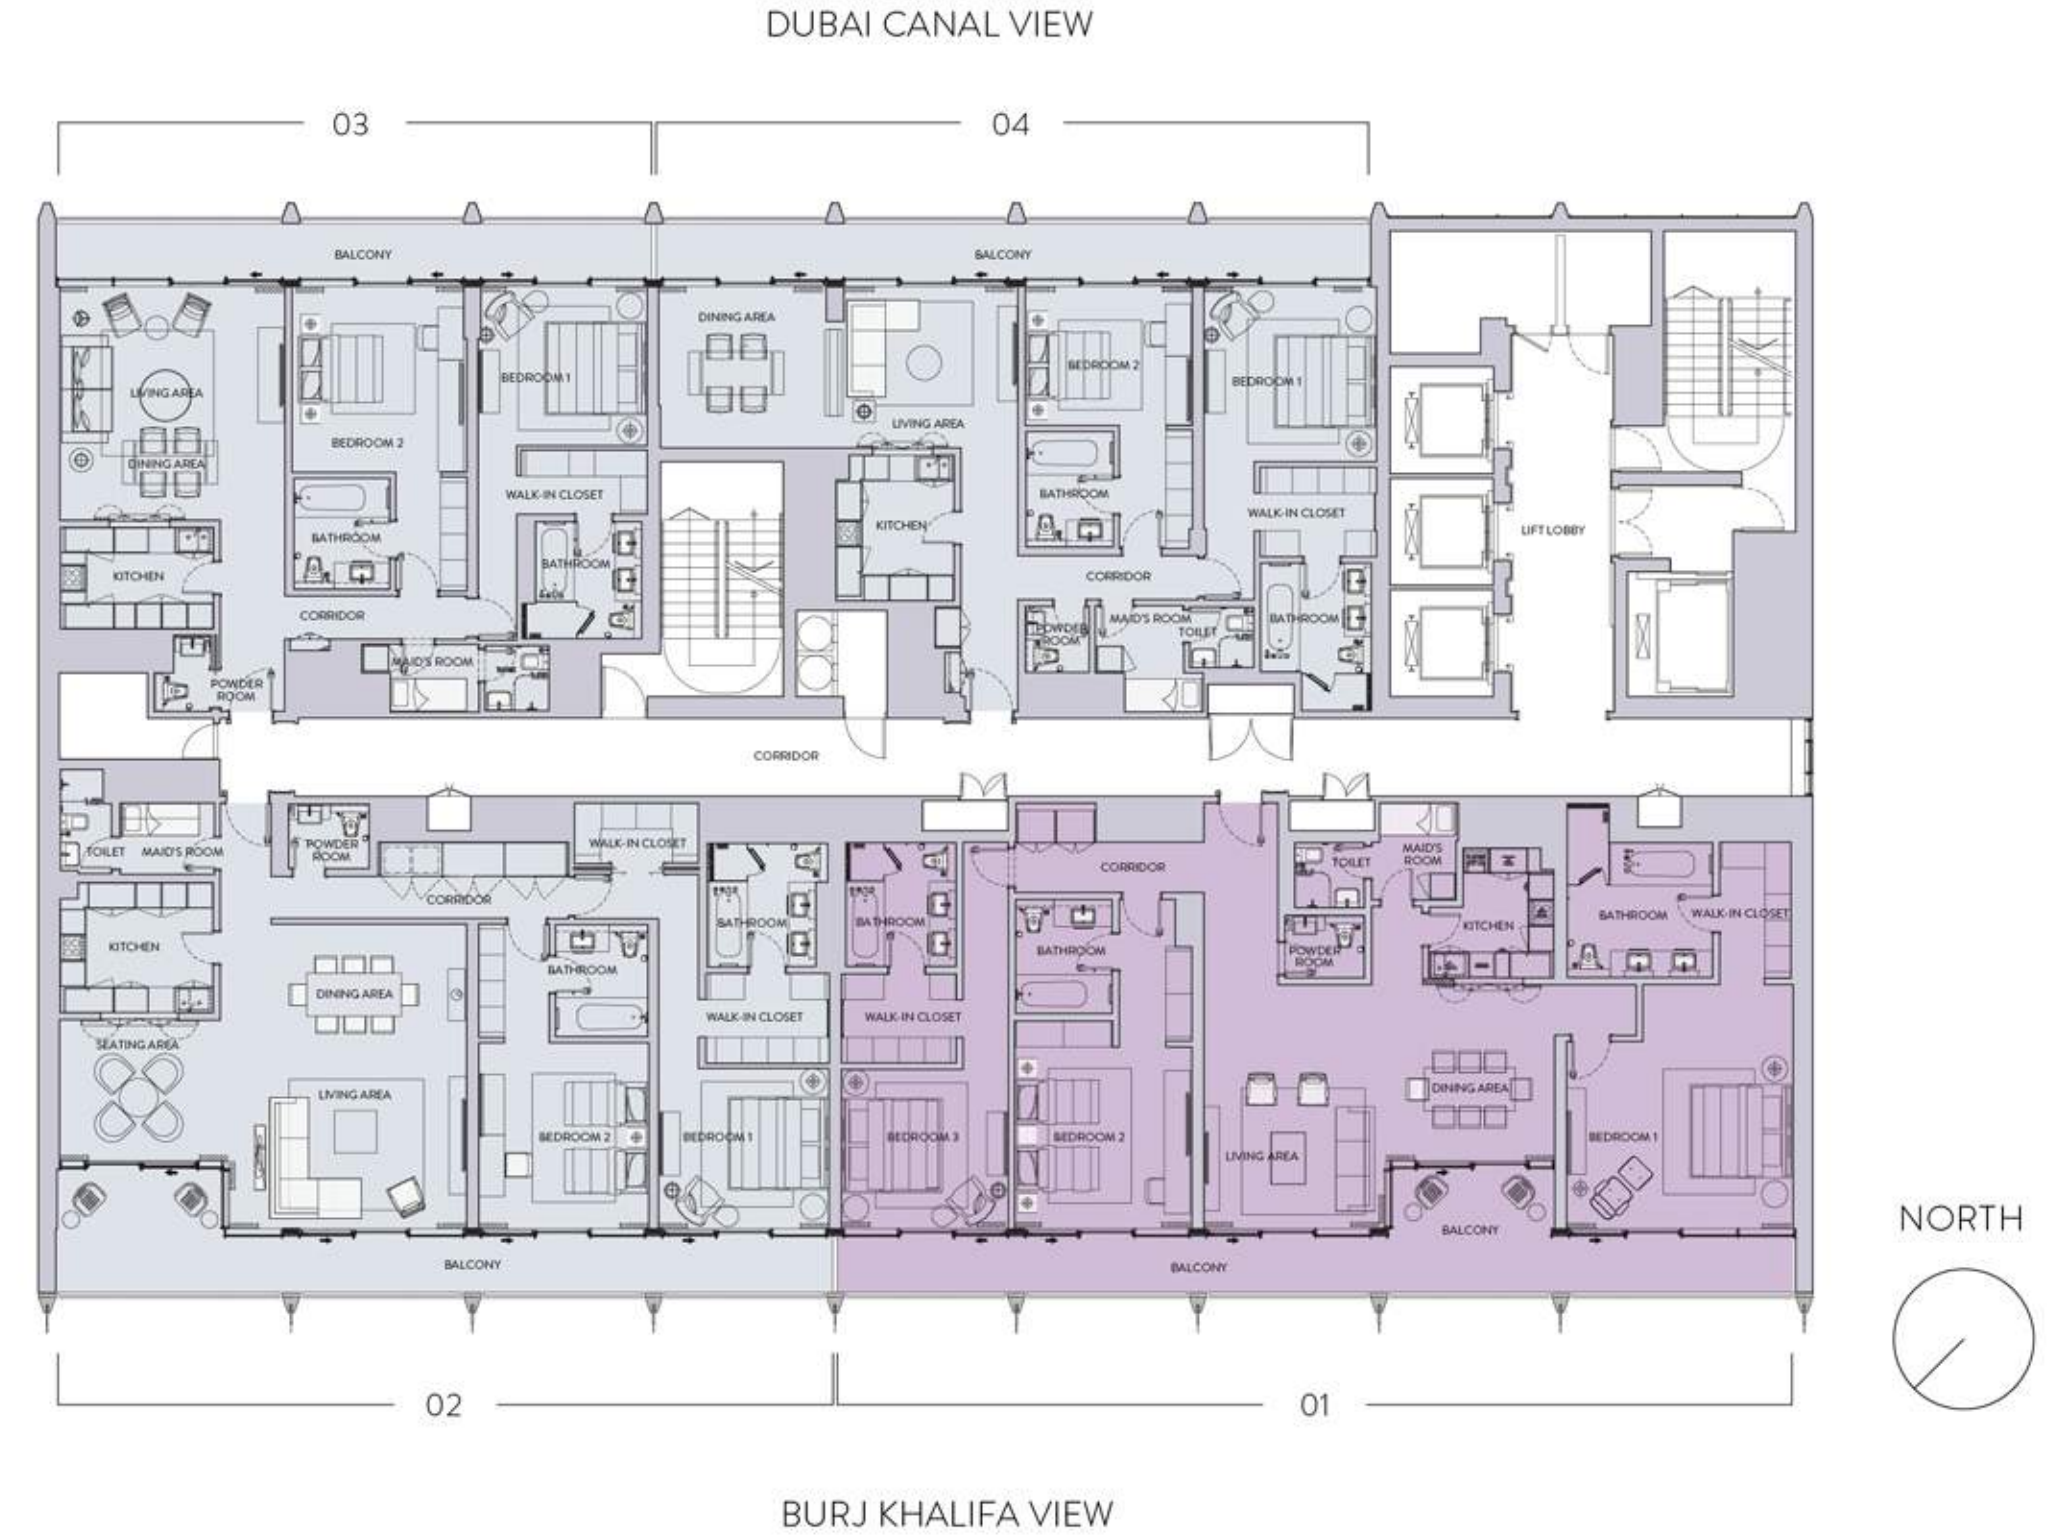 DUBAI CANAL VIEW
03
04
BALCONY
BALCONY
LIVING AREA
DINING AREA
BEDROOM 2
BEDROOM 1
DINING AREA
LIVING AREA
BEDROOM 2
BEDROOM 1
WALK-IN CLOSET
BATHROOM
BATHROOM
KITCHEN
CORRIDOR
MAID'S ROOM
POWDER
ROOM
KITCHEN
BATHROOM
WALK-IN CLOSET
CORRIDOR
POWDER
ROOM
MAID'S ROOM
TOILET
BATHROOM
LIFT LOBBY
CORRIDOR
TOILET
MAID'S ROOM
POWDER
ROOM
WALK-IN CLOSET
CORRIDOR
KITCHEN
BATHROOM
BATHROOM
DINING AREA
SEATING AREA
LIVING AREA
WALK-IN CLOSET
BEDROOM 2
BEDROOM 1
BALCONY
CORRIDOR
BATHROOM
BATHROOM
WALK-IN CLOSET
BEDROOM 3
BEDROOM 2
TOILET
MAID'S
ROOM
POWDER
ROOM
KITCHEN
BATHROOM
WALK-IN CLOSET
DINING AREA
LIVING AREA
BEDROOM 1
BALCONY
BALCONY
NORTH
02
01
BURJ KHALIFA VIEW